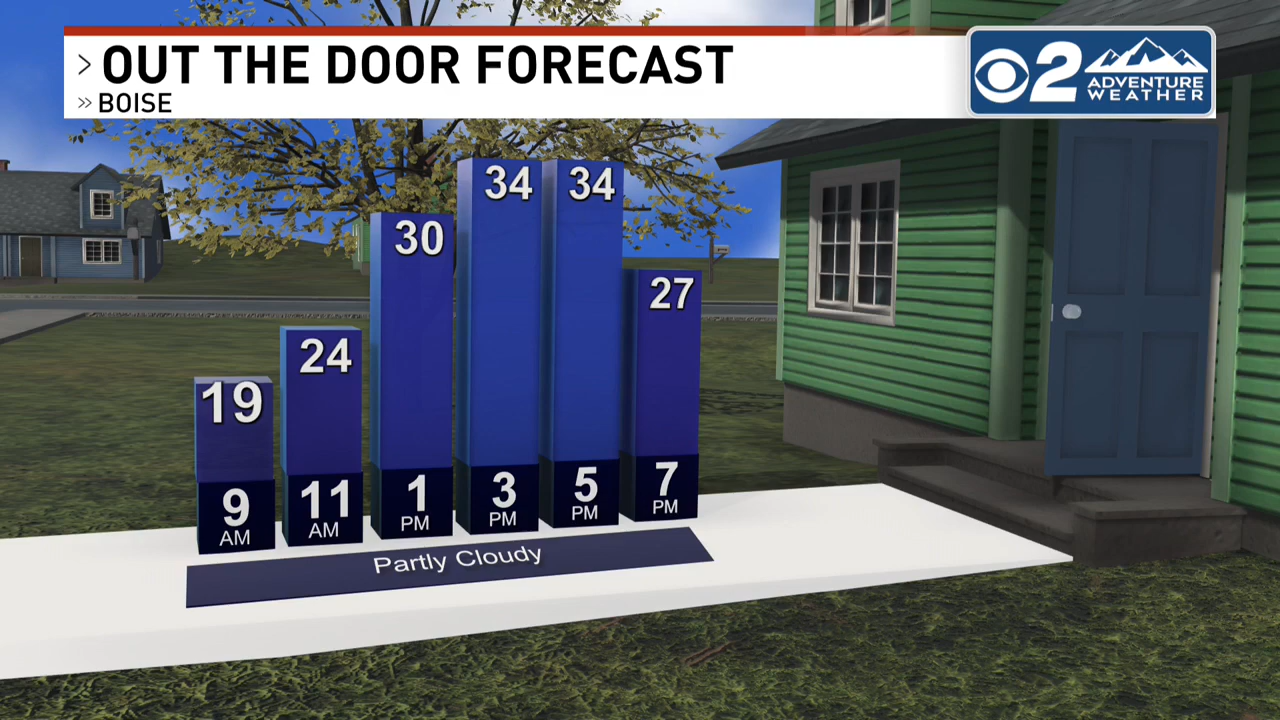 > OUT THE DOOR FORECAST
» BOISE
2 ADVENTURE WEATHER
19 24 30 34 34 27
9 AM 11 AM 1 PM 3 PM 5 PM 7 PM
Partly Cloudy